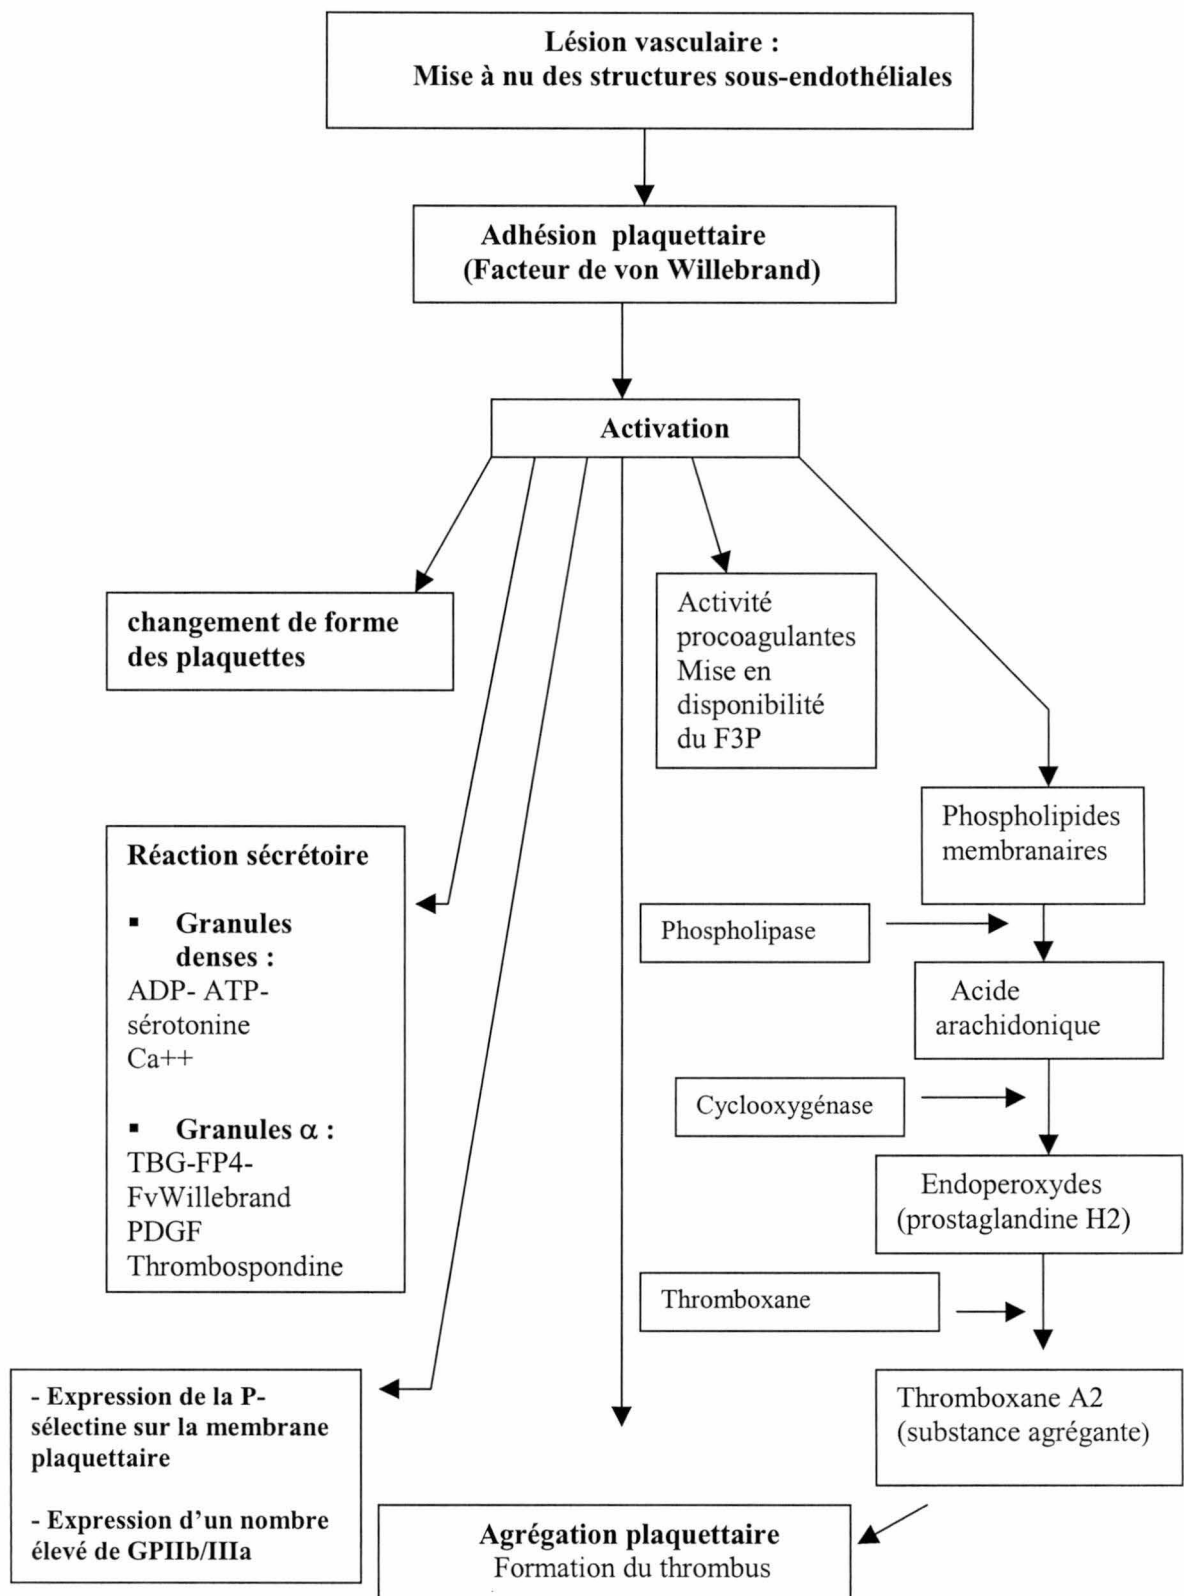 Lésion vasculaire :
Mise à nu des structures sous-endothéliales
Adhésion plaquettaire
(Facteur de von Willebrand)
Activation
changement de forme
des plaquettes
Activité
procoagulantes
Mise en
disponibilité
du F3P
Phospholipides
membranaires
Réaction sécrétoire
▪ Granules
denses :
ADP- ATP-
sérotonine
Ca++
▪ Granules α :
TBG-FP4-
FvWillebrand
PDGF
Thrombospondine
Phospholipase
Acide
arachidonique
Cyclooxygénase
Endoperoxydes
(prostaglandine H2)
Thromboxane
Thromboxane A2
(substance agrégante)
- Expression de la P-
sélectine sur la membrane
plaquettaire
- Expression d’un nombre
élevé de GPIIb/IIIa
Agrégation plaquettaire
Formation du thrombus